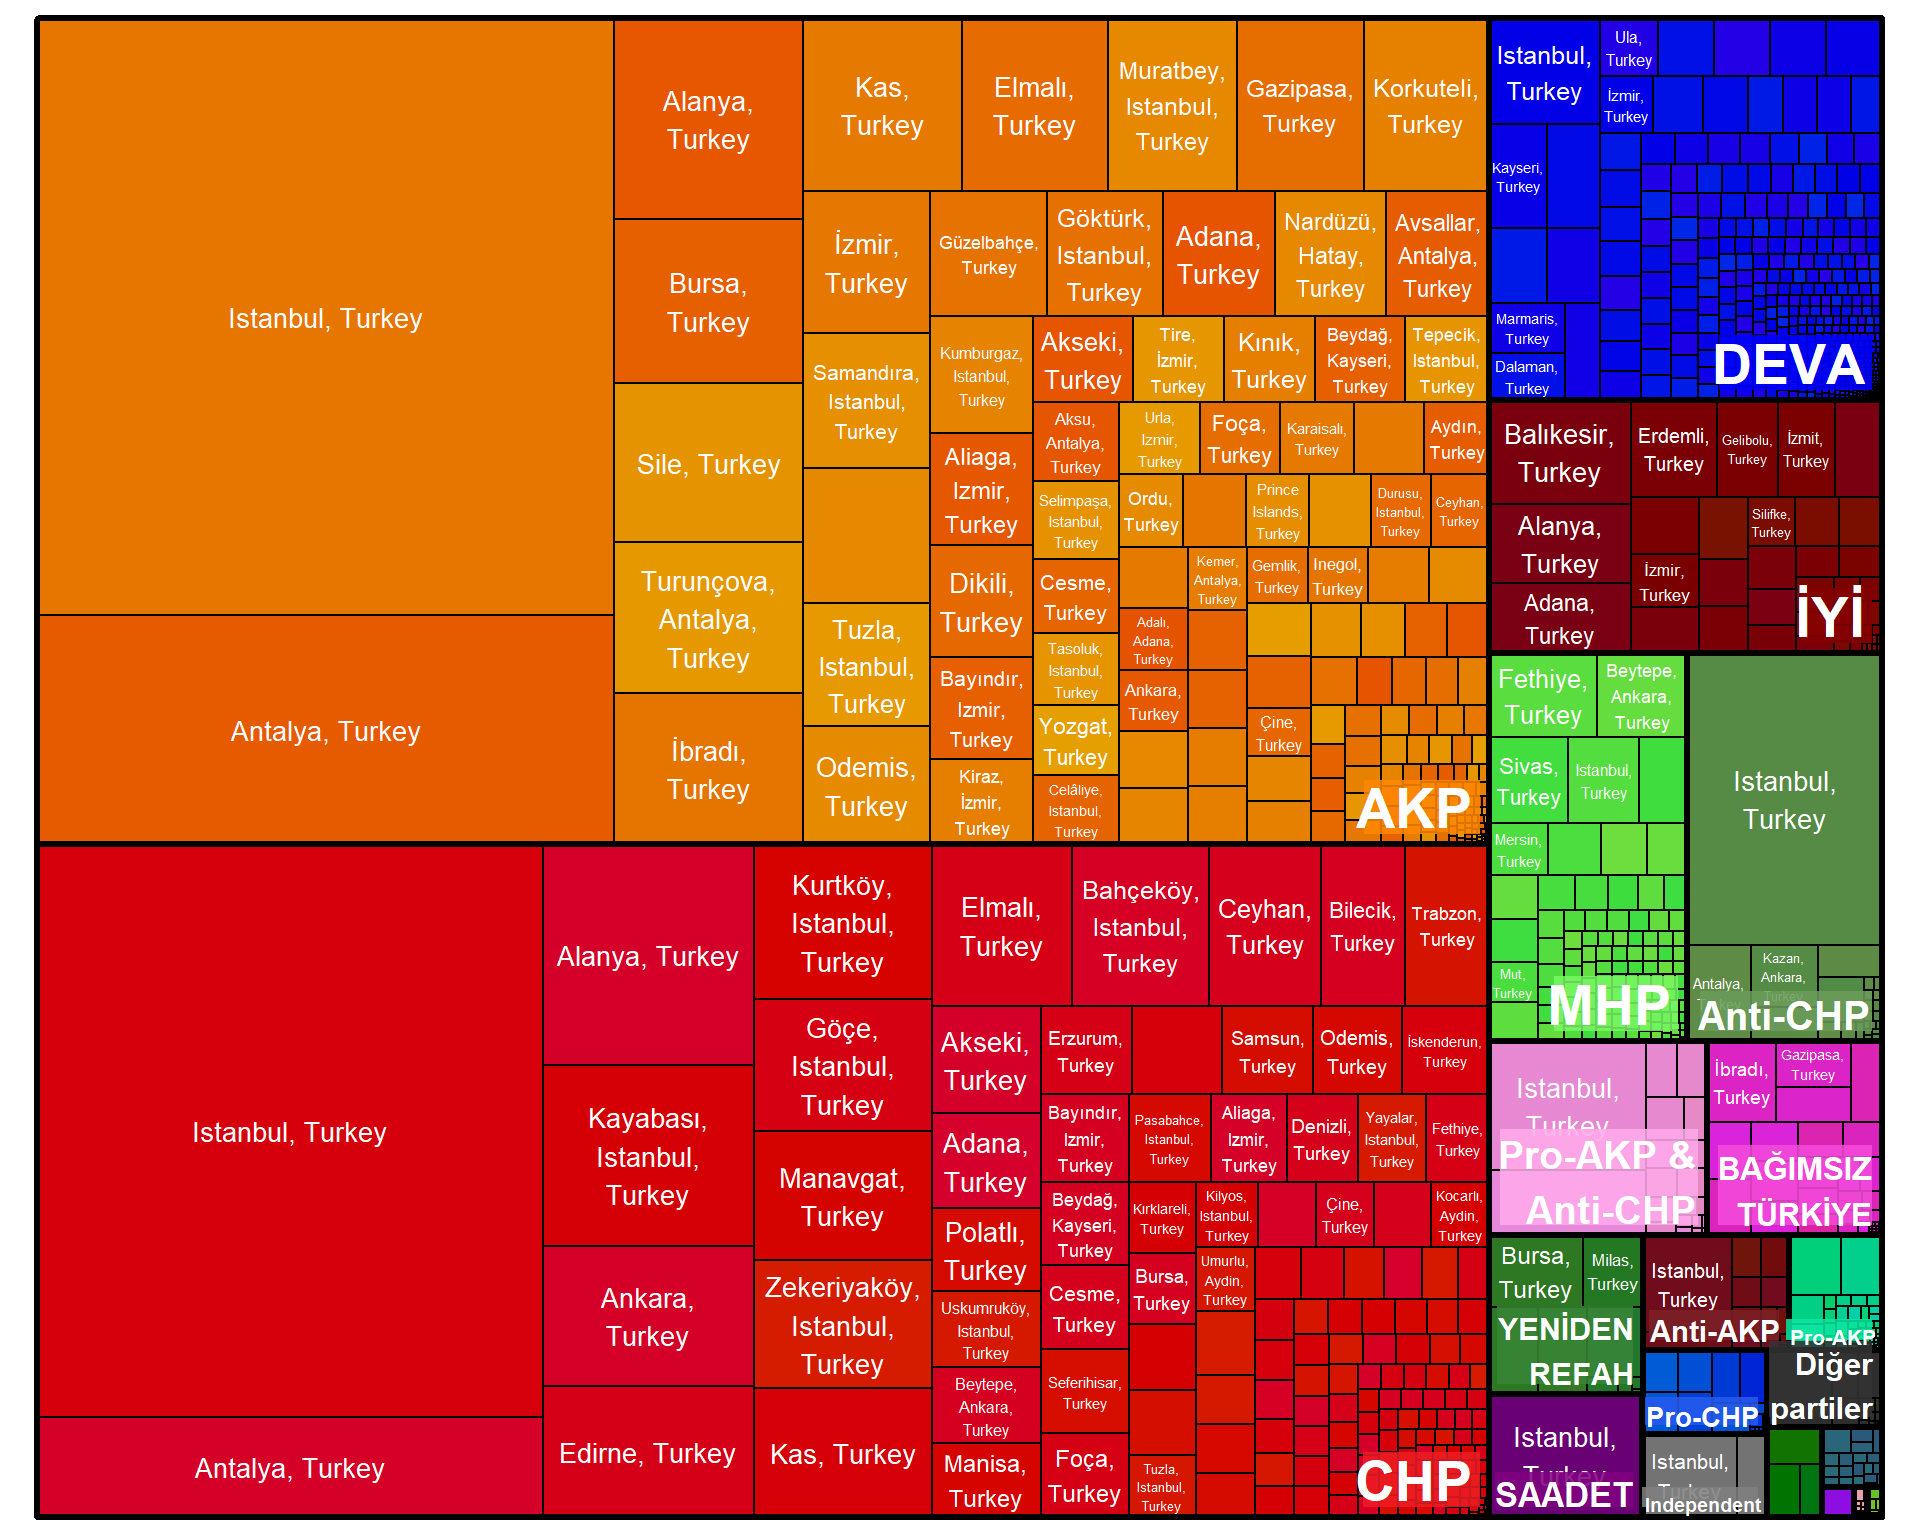 Istanbul, Turkey
Antalya, Turkey
Alanya,
Turkey
Bursa,
Turkey
Sile, Turkey
Turunçova,
Antalya,
Turkey
İbradı,
Turkey
Kas,
Turkey
Elmalı,
Turkey
Muratbey,
Istanbul,
Turkey
Gazipasa,
Turkey
Korkuteli,
Turkey
İzmir,
Turkey
Samandıra,
Istanbul,
Turkey
Tuzla,
Istanbul,
Turkey
Odemis,
Turkey
Güzelbahçe,
Turkey
Göktürk,
Istanbul,
Turkey
Adana,
Turkey
Nardüzü,
Hatay,
Turkey
Avsallar,
Antalya,
Turkey
Kumburgaz,
Istanbul,
Turkey
Aliaga,
Izmir,
Turkey
Dikili,
Turkey
Bayındır,
Izmir,
Turkey
Kiraz,
İzmir,
Turkey
Akseki,
Turkey
Tire,
İzmir,
Turkey
Kınık,
Turkey
Beydağ,
Kayseri,
Turkey
Tepecik,
Istanbul,
Turkey
Aksu,
Antalya,
Turkey
Selimpaşa,
Istanbul,
Turkey
Cesme,
Turkey
Tasoluk,
Istanbul,
Turkey
Yozgat,
Turkey
Celâliye,
Istanbul,
Turkey
Urla,
Izmir,
Turkey
Foça,
Turkey
Karaisalı,
Turkey
Aydın,
Turkey
Ordu,
Turkey
Prince
Islands,
Turkey
Durusu,
Istanbul,
Turkey
Ceyhan,
Turkey
Kemer,
Antalya,
Turkey
Gemlik,
Turkey
Inegol,
Turkey
Adalı,
Adana,
Turkey
Ankara,
Turkey
Çine,
Turkey
AKP
Istanbul, Turkey
Antalya, Turkey
Alanya, Turkey
Kayabası,
Istanbul,
Turkey
Ankara,
Turkey
Edirne, Turkey
Kurtköy,
Istanbul,
Turkey
Göçe,
Istanbul,
Turkey
Manavgat,
Turkey
Zekeriyaköy,
Istanbul,
Turkey
Kas, Turkey
Elmalı,
Turkey
Bahçeköy,
Istanbul,
Turkey
Ceyhan,
Turkey
Bilecik,
Turkey
Trabzon,
Turkey
Akseki,
Turkey
Adana,
Turkey
Polatlı,
Turkey
Uskumruköy,
Istanbul,
Turkey
Beytepe,
Ankara,
Turkey
Manisa,
Turkey
Erzurum,
Turkey
Samsun,
Turkey
Odemis,
Turkey
İskenderun,
Turkey
Bayındır,
Izmir,
Turkey
Pasabahce,
Istanbul,
Turkey
Aliaga,
Izmir,
Turkey
Denizli,
Turkey
Yayalar,
Istanbul,
Turkey
Fethiye,
Turkey
Beydağ,
Kayseri,
Turkey
Cesme,
Turkey
Seferihisar,
Turkey
Foça,
Turkey
Kırklareli,
Turkey
Kilyos,
Istanbul,
Turkey
Çine,
Turkey
Kocarlı,
Aydin,
Turkey
Bursa,
Turkey
Umurlu,
Aydin,
Turkey
Tuzla,
Istanbul,
Turkey
CHP
Istanbul,
Turkey
Ula,
Turkey
İzmir,
Turkey
Kayseri,
Turkey
Marmaris,
Turkey
Dalaman,
Turkey
DEVA
Balıkesir,
Turkey
Alanya,
Turkey
Adana,
Turkey
Erdemli,
Turkey
Gelibolu,
Turkey
İzmit,
Turkey
Silifke,
Turkey
İzmir,
Turkey
İYİ
Fethiye,
Turkey
Beytepe,
Ankara,
Turkey
Sivas,
Turkey
Istanbul,
Turkey
Mersin,
Turkey
Mut,
Turkey
MHP
Istanbul,
Turkey
Antalya,
Kazan,
Ankara,
Anti-CHP
Istanbul,
Turkey
Pro-AKP &
Anti-CHP
İbradı,
Turkey
Gazipasa,
Turkey
BAĞIMSIZ
TÜRKİYE
Bursa,
Turkey
Milas,
Turkey
YENİDEN
REFAH
Istanbul,
Turkey
Anti-AKP
Pro-AKP
Pro-CHP
Diğer
partiler
Istanbul,
Turkey
SAADET
Istanbul,
Turkey
Independent